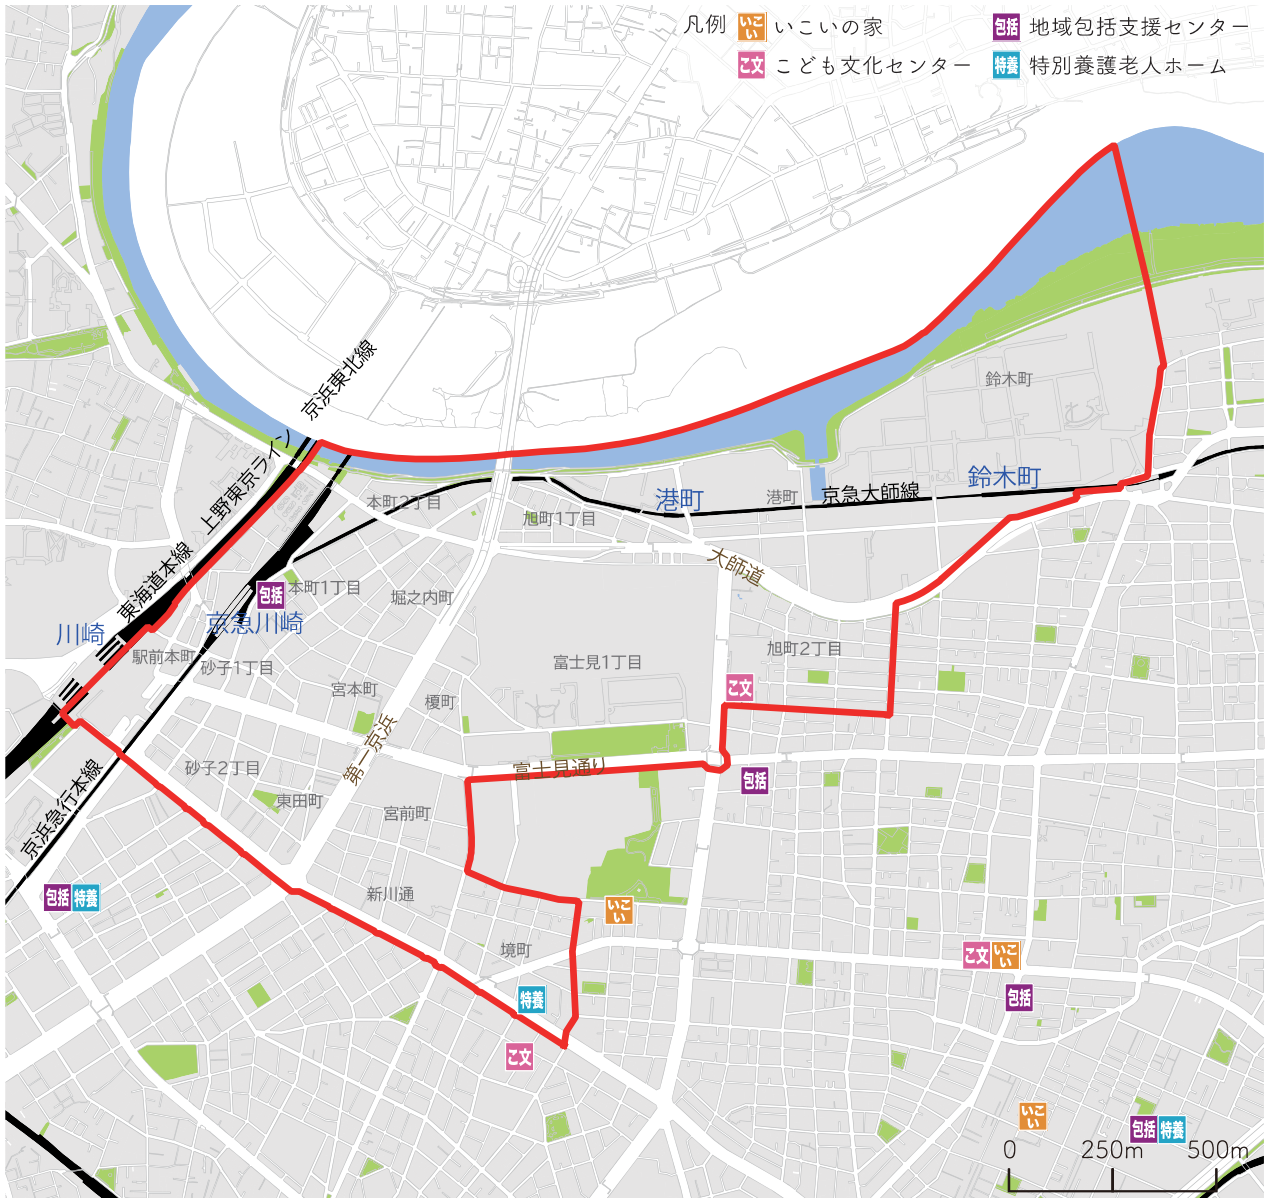 凡例
いこい いこいの家
包括 地域包括支援センター
こ文 こども文化センター
特養 特別養護老人ホーム
京浜東北線
上野東京ライン
東海道本線
鈴木町
鈴木町
京急大師線
港町
港町
本町2丁目
旭町1丁目
大師道
包括
本町1丁目
堀之内町
川崎
京急川崎
駅前本町
砂子1丁目
旭町2丁目
富士見1丁目
宮本町
榎町
こ文
第一京浜
富士見通り
包括
砂子2丁目
東田町
宮前町
京浜急行本線
包括
特養
新川通
いこい
境町
こ文
いこい
特養
包括
こ文
いこい
包括
特養
0 250m 500m